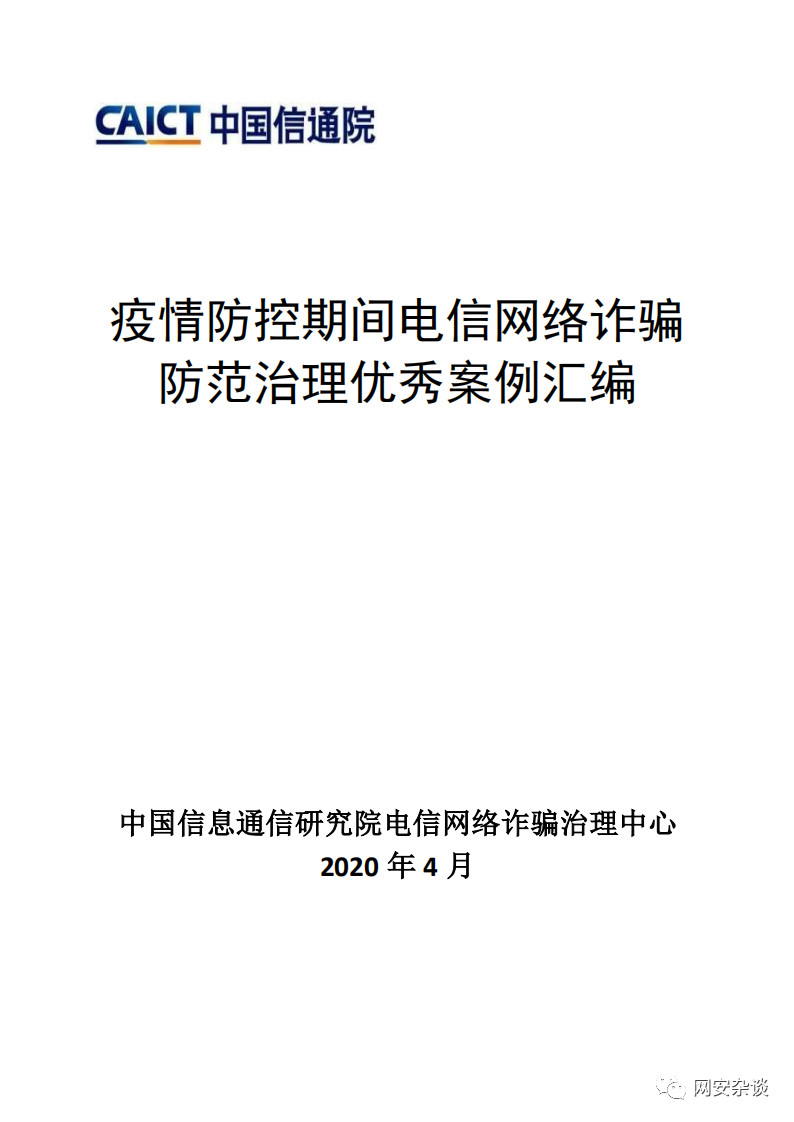 CAICT 中国信通院
疫情防控期间电信网络诈骗
防范治理优秀案例汇编
中国信息通信研究院电信网络诈骗治理中心
2020 年 4 月
网安杂谈